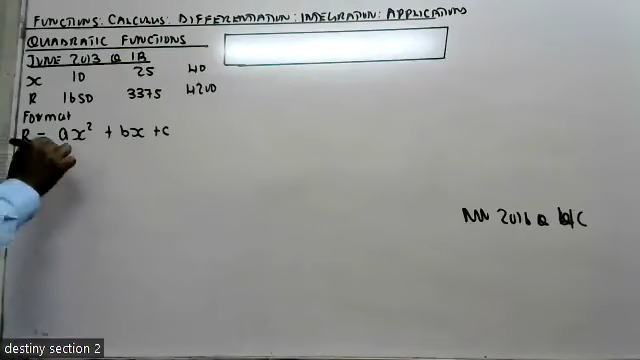 FUNCTIONS: CALCULUS: DIFFERENTIATION: INTEGRATION: APPLICATIONS
QUADRATIC FUNCTIONS
JUNE 2013 Q 1B
x 10 25 40
R 1650 3375 4200
Format
R = ax² + bx + c
2016 Q
destiny section 2